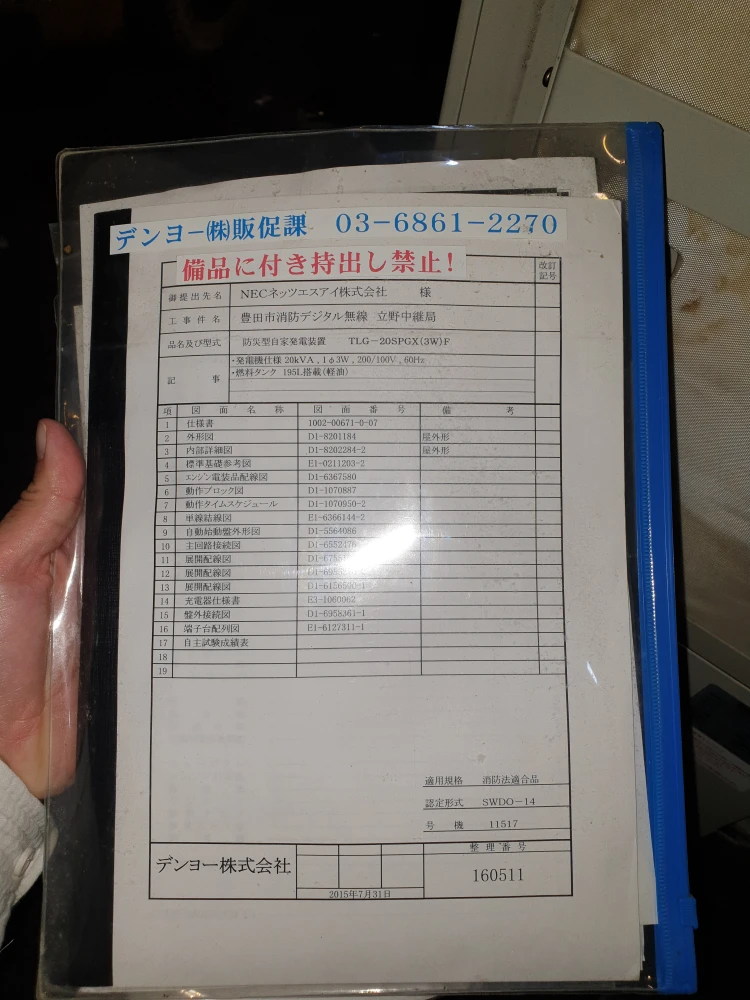 デンヨー㈱販促課 03-6861-2270
備品に付き持出し禁止!
改訂記号
御提出先名 NECネッツエスアイ株式会社 様
工事件名 豊田市消防デジタル無線 立野中継局
品名及び型式 防災型自家発電装置 TLG-20SPGX(3W)F
記事 ・発電機仕様 20kVA,1φ3W,200/100V,60Hz
・燃料タンク 195L搭載(軽油)
項 図面名称 図面番号 備考
1 仕様書 1002-00671-0-07
2 外形図 D1-8201184 屋外形
3 内部詳細図 D1-8202284-2 屋外形
4 標準基礎参考図 E1-0211203-2
5 エンジン電装品配線図 D1-6367580
6 動作ブロック図 D1-1070887
7 動作タイムスケジュール D1-1070950-2
8 単線結線図 E1-6366144-2
9 自動始動盤外形図 D1-5564086
10 主回路接続図
11 展開配線図
12 展開配線図
13 展開配線図
14 充電器仕様書 E3-1060062
15 盤外接続図 D1-6958361-1
16 端子台配列図 E1-6127311-1
17 自主試験成績表
18
19
適用規格 消防法適合品
認定形式 SWDO-14
号機 11517
デンヨー株式会社
整理番号
160511
2015年7月31日